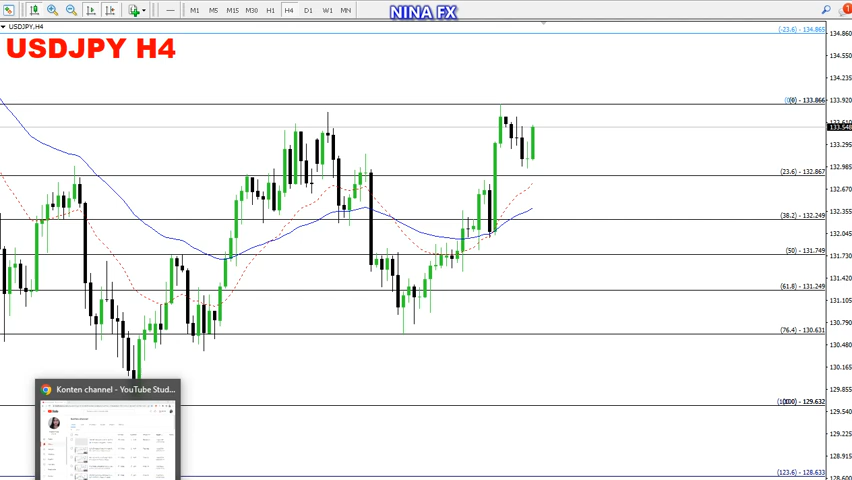 M1 M5 M15 M30 H1 H4 D1 W1 MN
NINA FX
USDJPY,H4
USDJPY H4
(-23.6) - 134.865
134.860
134.550
134.235
133.920
(0) - 133.866
133.548
133.295
132.985
(23.6) - 132.867
132.670
132.355
(38.2) - 132.249
132.045
(50) - 131.749
131.730
131.420
(61.8) - 131.249
131.105
130.790
(76.4) - 130.631
130.480
130.165
129.855
Konten channel - YouTube Stud...
129.632
129.540
129.225
128.915
(123.6) - 128.633
128.600